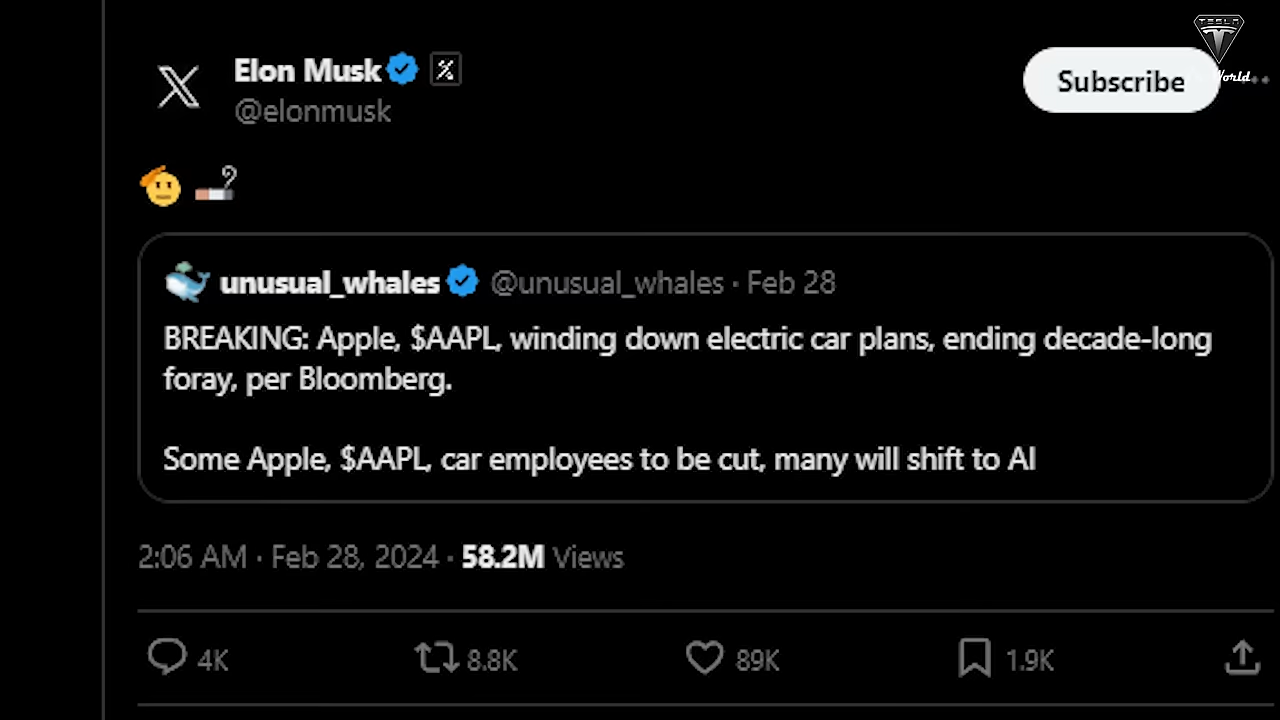 TESLA
World
Elon Musk
Subscribe
@elonmusk
🫡 🚬
unusual_whales @unusual_whales · Feb 28
BREAKING: Apple, $AAPL, winding down electric car plans, ending decade-long
foray, per Bloomberg.
Some Apple, $AAPL, car employees to be cut, many will shift to AI
2:06 AM · Feb 28, 2024 · 58.2M Views
4K 8.8K 89K 1.9K